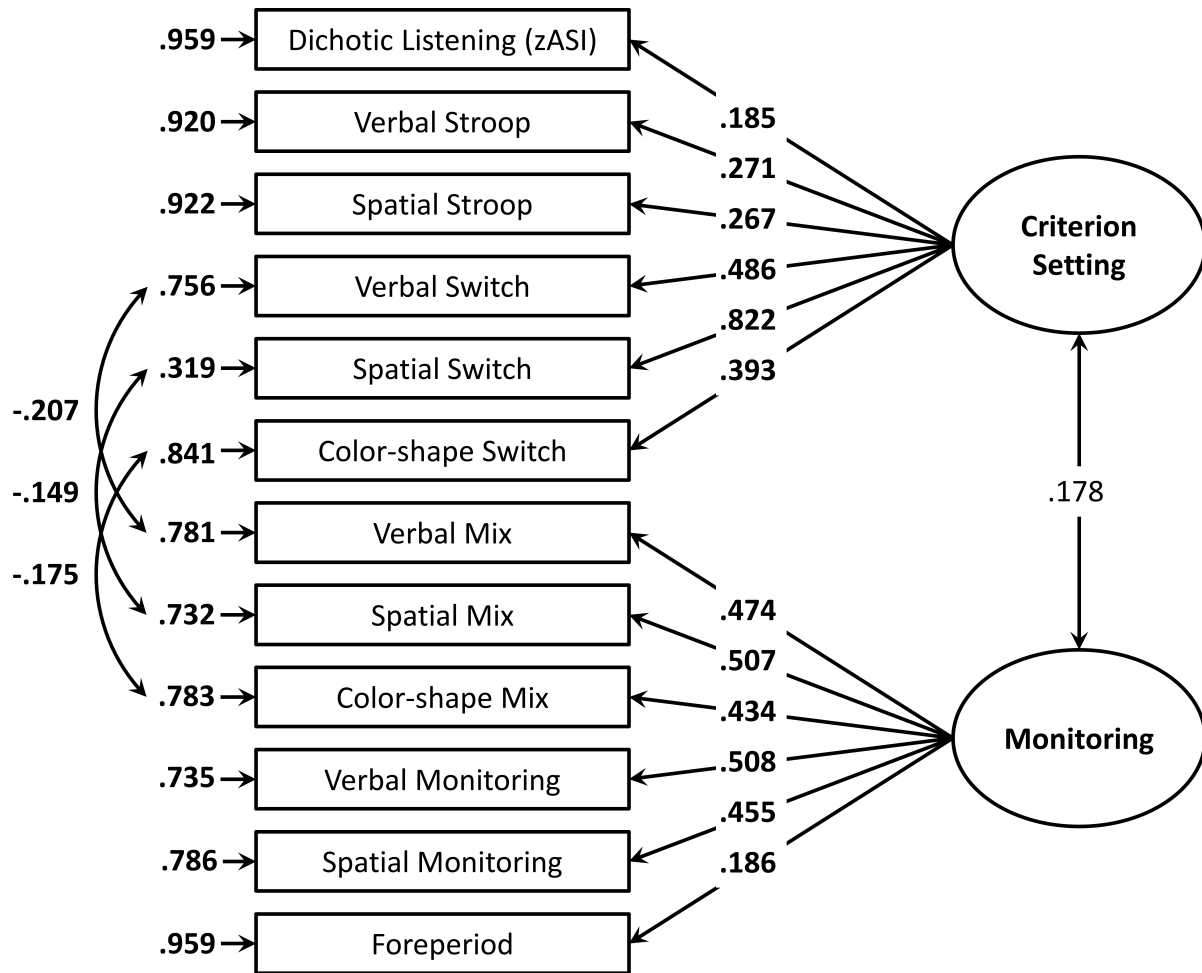 .959 Dichotic Listening (zASI)
.185
.920 Verbal Stroop
.271
.922 Spatial Stroop
.267
Criterion
Setting
.756 Verbal Switch
.486
.822
.319 Spatial Switch
.393
-.207
.841 Color-shape Switch
-.149
.178
.781 Verbal Mix
-.175
.474
.732 Spatial Mix
.507
.783 Color-shape Mix
.434
Monitoring
.508
.735 Verbal Monitoring
.455
.786 Spatial Monitoring
.186
.959 Foreperiod